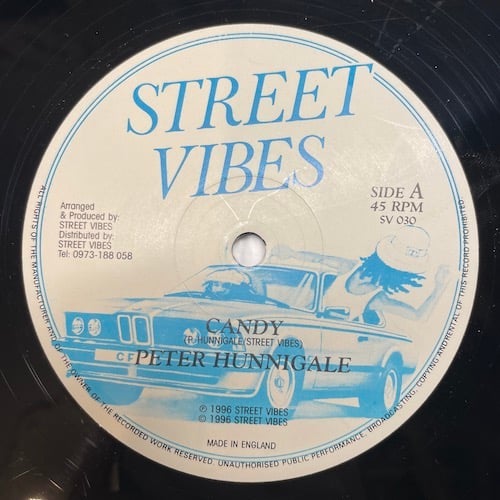 STREET
VIBES
Arranged
& Produced by:
STREET VIBES
Distributed by:
STREET VIBES
Tel: 0973-188 058
SIDE A
45 RPM
SV 030
CANDY
(P. HUNNIGALE/STREET VIBES)
PETER HUNNIGALE
℗ 1996 STREET VIBES
© 1996 STREET VIBES
MADE IN ENGLAND
ALL RIGHTS OF THE MANUFACTURER AND OF THE OWNER OF THE RECORDED WORK RESERVED. UNAUTHORISED PUBLIC PERFORMANCE, BROADCASTING, COPYING ANDRENTAL OF THIS RECORD PROHIBITED